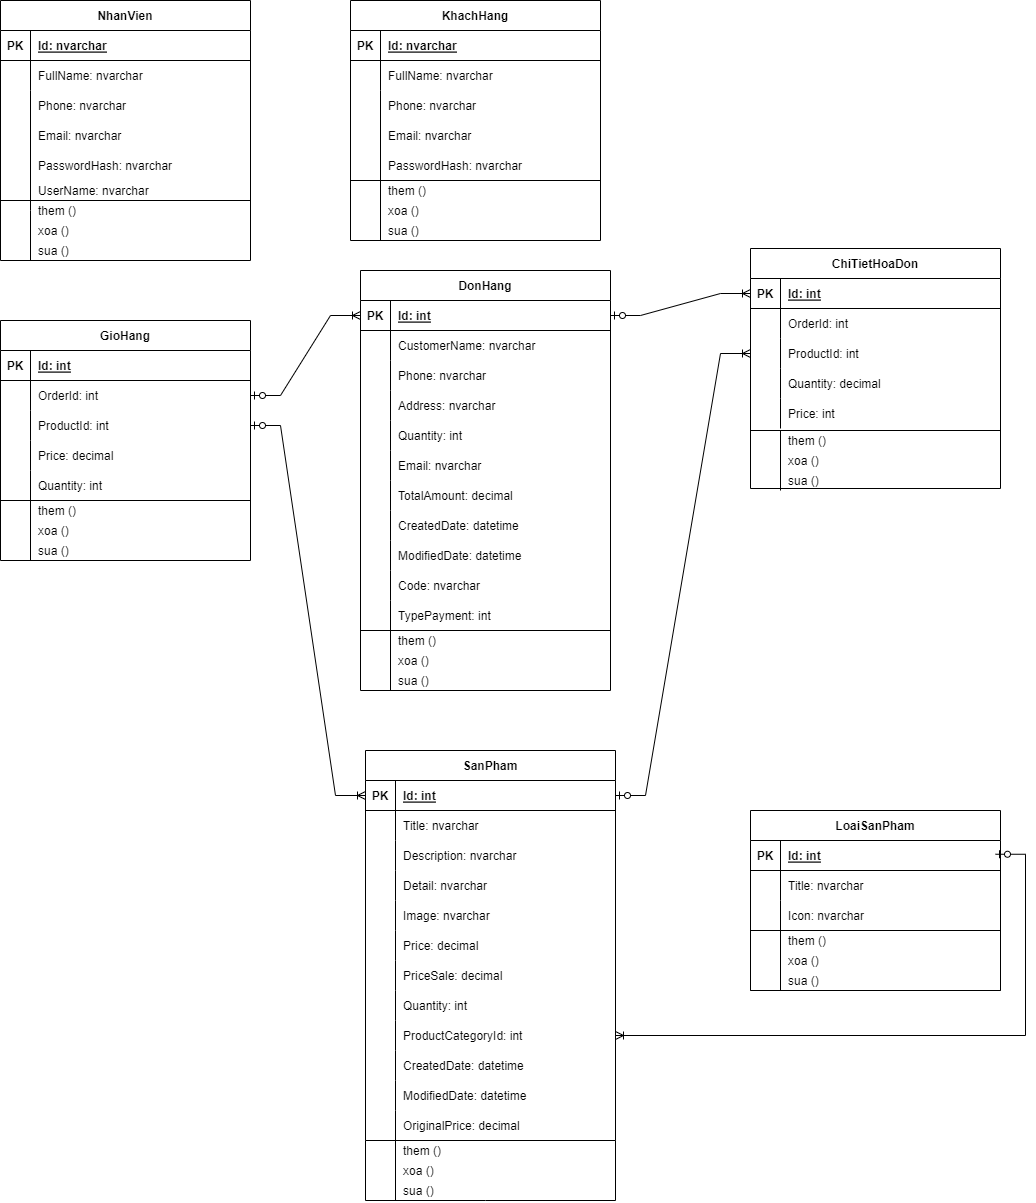 NhanVien
PK Id: nvarchar
FullName: nvarchar
Phone: nvarchar
Email: nvarchar
PasswordHash: nvarchar
UserName: nvarchar
them ()
xoa ()
sua ()
KhachHang
PK Id: nvarchar
FullName: nvarchar
Phone: nvarchar
Email: nvarchar
PasswordHash: nvarchar
them ()
xoa ()
sua ()
GioHang
PK Id: int
OrderId: int
ProductId: int
Price: decimal
Quantity: int
them ()
xoa ()
sua ()
DonHang
PK Id: int
CustomerName: nvarchar
Phone: nvarchar
Address: nvarchar
Quantity: int
Email: nvarchar
TotalAmount: decimal
CreatedDate: datetime
ModifiedDate: datetime
Code: nvarchar
TypePayment: int
them ()
xoa ()
sua ()
ChiTietHoaDon
PK Id: int
OrderId: int
ProductId: int
Quantity: decimal
Price: int
them ()
xoa ()
sua ()
SanPham
PK Id: int
Title: nvarchar
Description: nvarchar
Detail: nvarchar
Image: nvarchar
Price: decimal
PriceSale: decimal
Quantity: int
ProductCategoryId: int
CreatedDate: datetime
ModifiedDate: datetime
OriginalPrice: decimal
them ()
xoa ()
sua ()
LoaiSanPham
PK Id: int
Title: nvarchar
Icon: nvarchar
them ()
xoa ()
sua ()